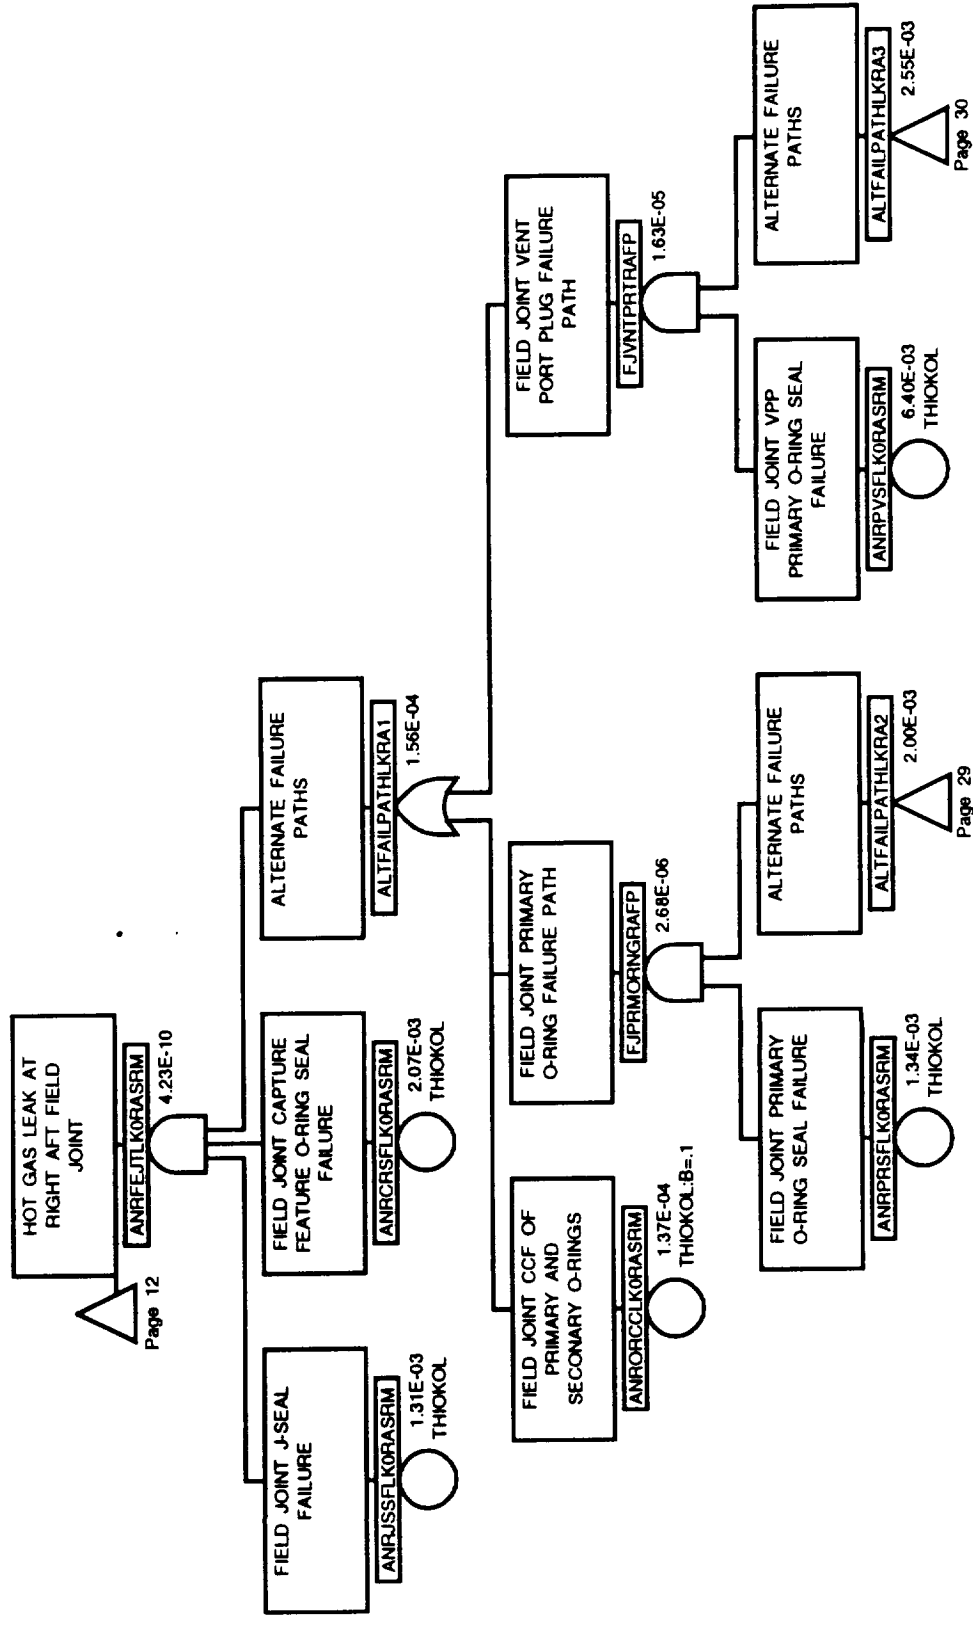 HOT GAS LEAK AT
RIGHT AFT FIELD
JOINT
ANRFEJTLK0RASRM
4.23E-10
Page 12
FIELD JOINT J-SEAL
FAILURE
ANRJSSFLK0RASRM
1.31E-03
THIOKOL
FIELD JOINT CAPTURE
FEATURE O-RING SEAL
FAILURE
ANRCRSFLK0RASRM
2.07E-03
THIOKOL
ALTERNATE FAILURE
PATHS
ALTFAILPATHLKRA1
1.56E-04
FIELD JOINT CCF OF
PRIMARY AND
SECONARY O-RINGS
ANRORCCLK0RASRM
1.37E-04
THIOKOL:B=.1
FIELD JOINT PRIMARY
O-RING FAILURE PATH
FJPRMORNGRAFP
2.68E-06
FIELD JOINT VENT
PORT PLUG FAILURE
PATH
FJVNTPRTRAFP
1.63E-05
FIELD JOINT PRIMARY
O-RING SEAL FAILURE
ANRPRSFLK0RASRM
1.34E-03
THIOKOL
ALTERNATE FAILURE
PATHS
ALTFAILPATHLKRA2
2.00E-03
Page 29
FIELD JOINT VPP
PRIMARY O-RING SEAL
FAILURE
ANRPVSFLK0RASRM
6.40E-03
THIOKOL
ALTERNATE FAILURE
PATHS
ALTFAILPATHLKRA3
2.55E-03
Page 30